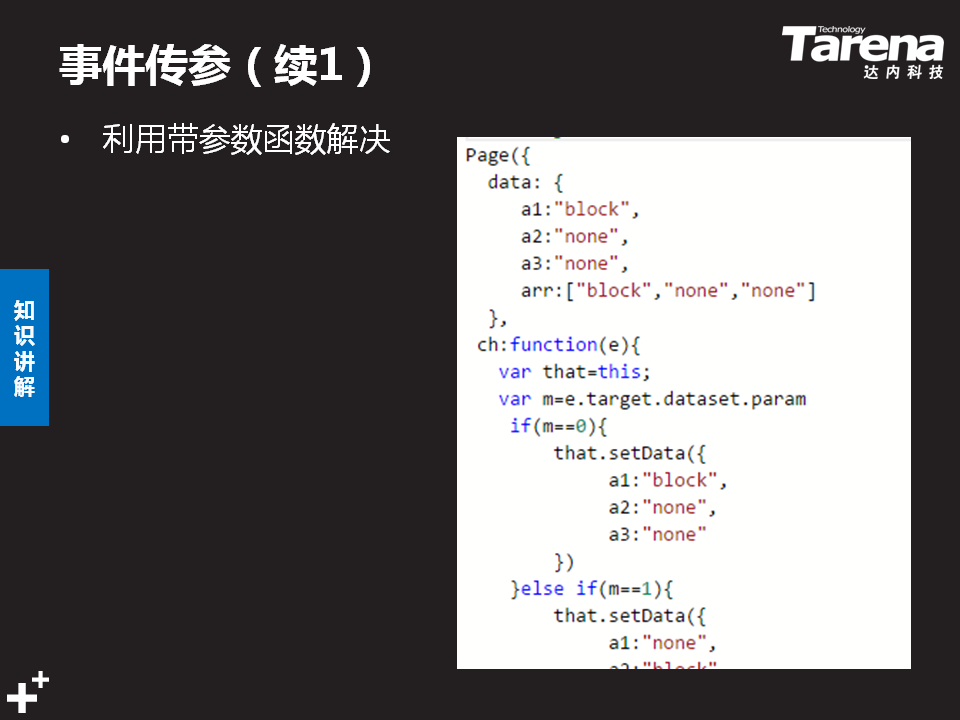 事件传参（续1）
Technology
Tarena
达内科技
• 利用带参数函数解决
知识讲解
Page({
data: {
a1:"block",
a2:"none",
a3:"none",
arr:["block","none","none"]
},
ch:function(e){
var that=this;
var m=e.target.dataset.param
if(m==0){
that.setData({
a1:"block",
a2:"none",
a3:"none"
})
}else if(m==1){
that.setData({
a1:"none",
a2:"block"